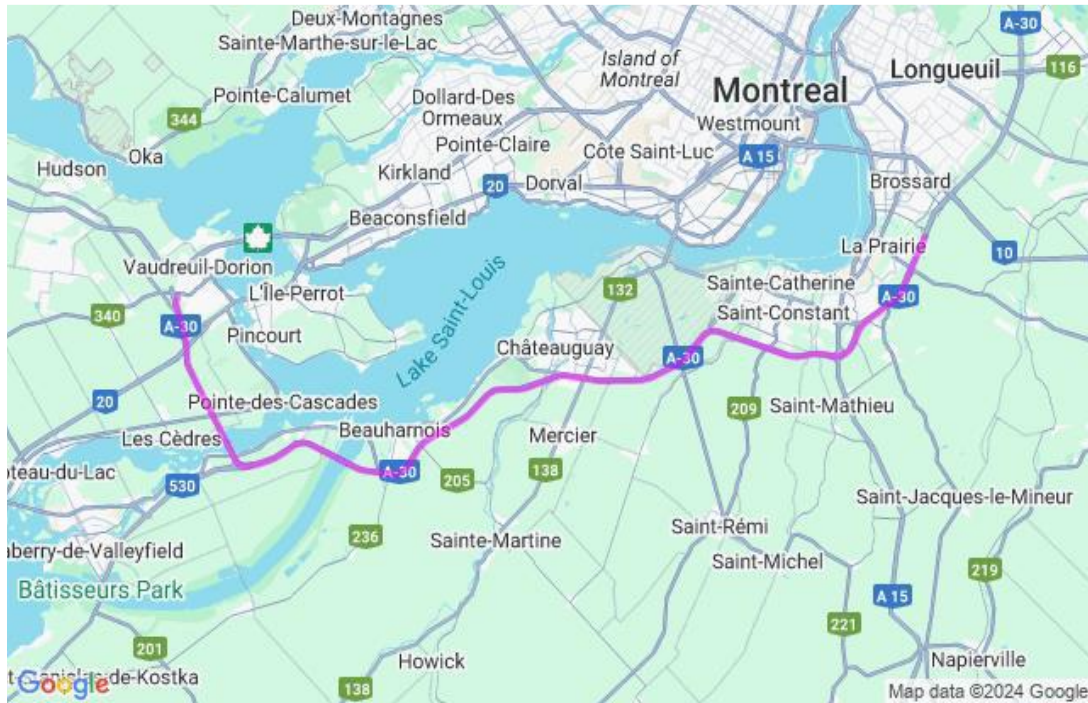 Deux-Montagnes
A-30
Sainte-Marthe-sur-le-Lac
Island of
Montreal
Longueuil
116
Pointe-Calumet
Dollard-Des
Ormeaux
Montreal
344
Westmount
Oka
Pointe-Claire
Côte Saint-Luc
A 15
Hudson
Kirkland
20
Dorval
Brossard
Beaconsfield
La Prairie
10
Vaudreuil-Dorion
L'Île-Perrot
132
Sainte-Catherine
A-30
340
A-30
Saint-Constant
Pincourt
Lake Saint-Louis
Châteauguay
A-30
20
Pointe-des-Cascades
209
Saint-Mathieu
Les Cèdres
Beauharnois
Mercier
oteau-du-Lac
A-30
205
138
530
Saint-Jacques-le-Mineur
236
Saint-Rémi
aberry-de-Valleyfield
Sainte-Martine
Saint-Michel
219
Bâtisseurs Park
A 15
221
201
Howick
Napierville
t-Stanislas-de-Kostka
Google
138
Map data ©2024 Google